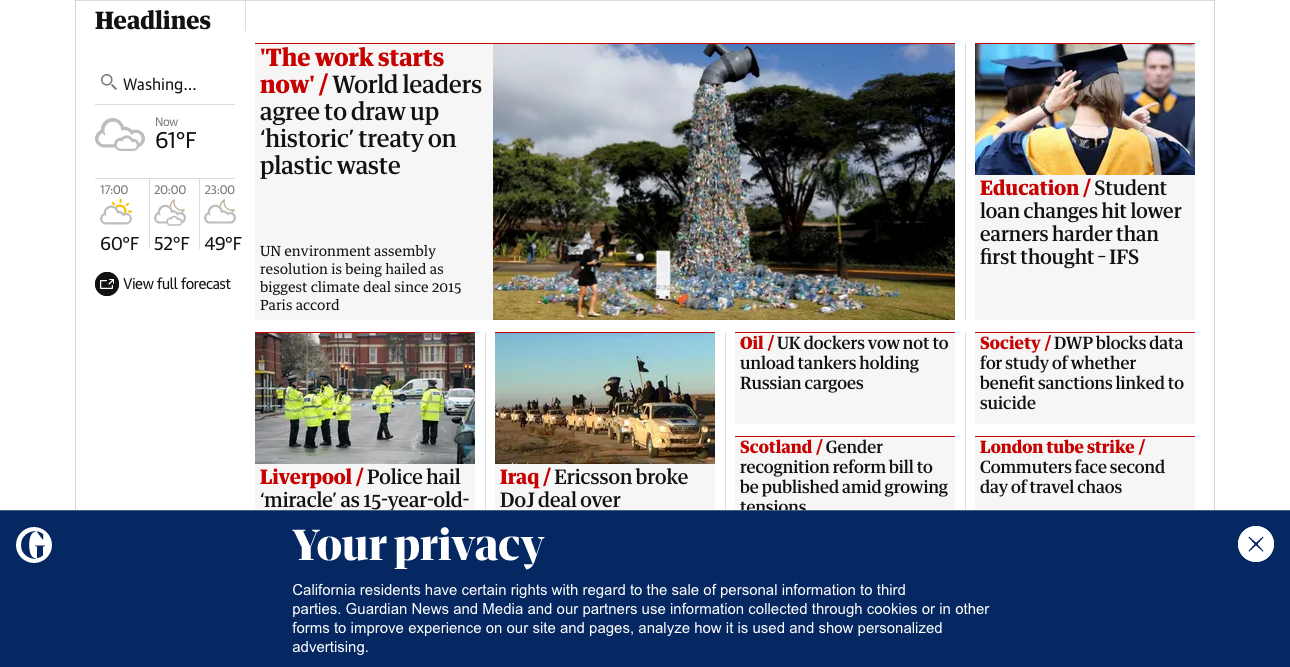 Headlines
Washing...
Now
61°F
17:00
60°F
20:00
52°F
23:00
49°F
View full forecast
'The work starts
now' / World leaders
agree to draw up
‘historic’ treaty on
plastic waste
UN environment assembly
resolution is being hailed as
biggest climate deal since 2015
Paris accord
Education / Student
loan changes hit lower
earners harder than
first thought – IFS
Liverpool / Police hail
‘miracle’ as 15-year-old-
Iraq / Ericsson broke
DoJ deal over
Oil / UK dockers vow not to
unload tankers holding
Russian cargoes
Scotland / Gender
recognition reform bill to
be published amid growing
tensions
Society / DWP blocks data
for study of whether
benefit sanctions linked to
suicide
London tube strike /
Commuters face second
day of travel chaos
G
Your privacy
California residents have certain rights with regard to the sale of personal information to third
parties. Guardian News and Media and our partners use information collected through cookies or in other
forms to improve experience on our site and pages, analyze how it is used and show personalized
advertising.